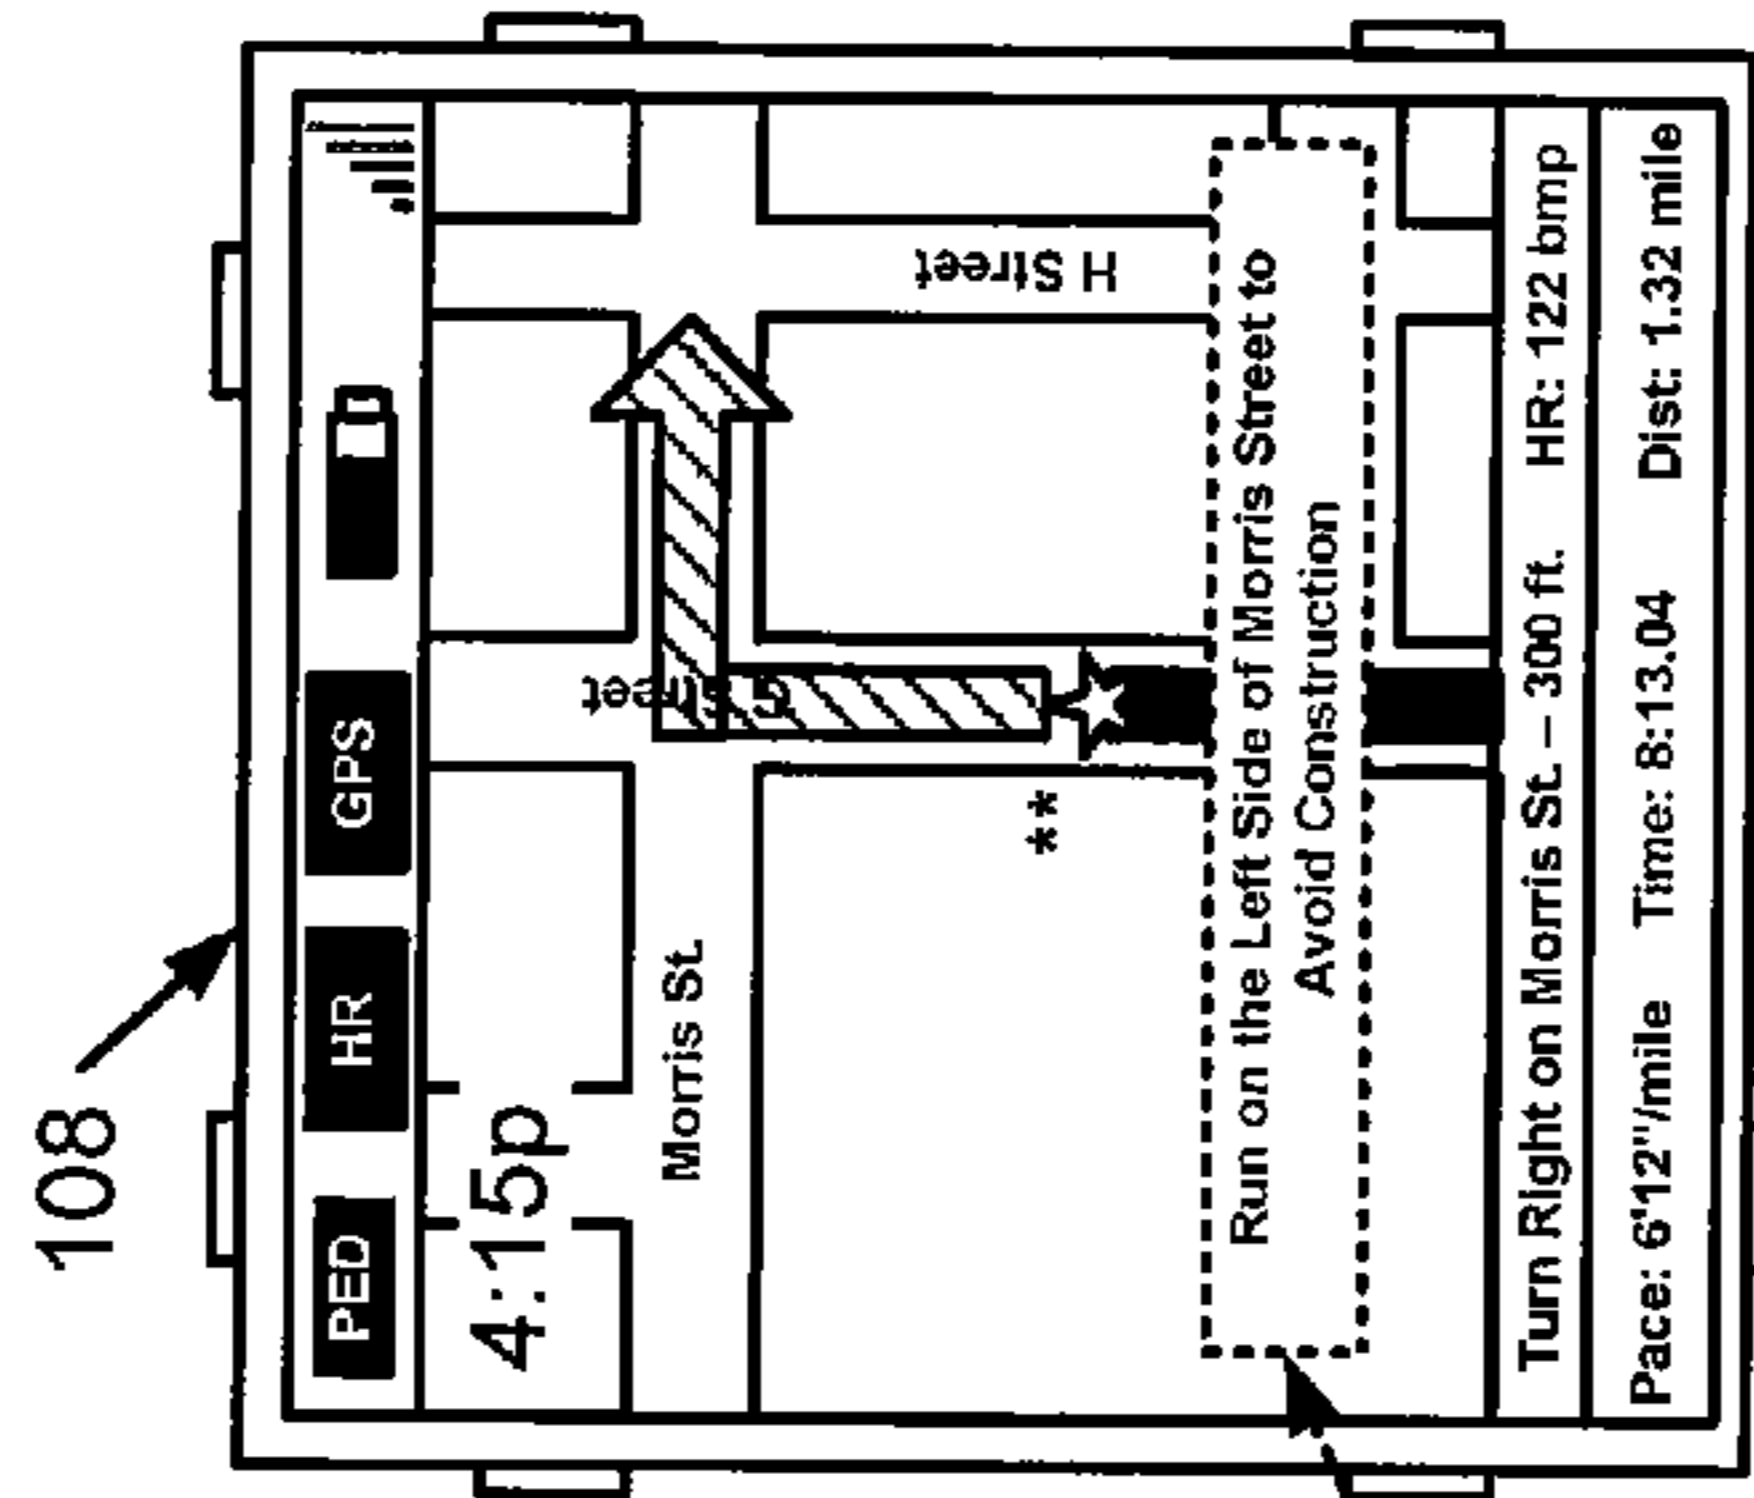 108
PED HR GPS
4:15p
Morris St.
G Street
H Street
**
Run on the Left Side of Morris Street to
Avoid Construction
Turn Right on Morris St. – 300 ft. HR: 122 bmp
Pace: 6'12"/mile Time: 8:13.04 Dist: 1.32 mile